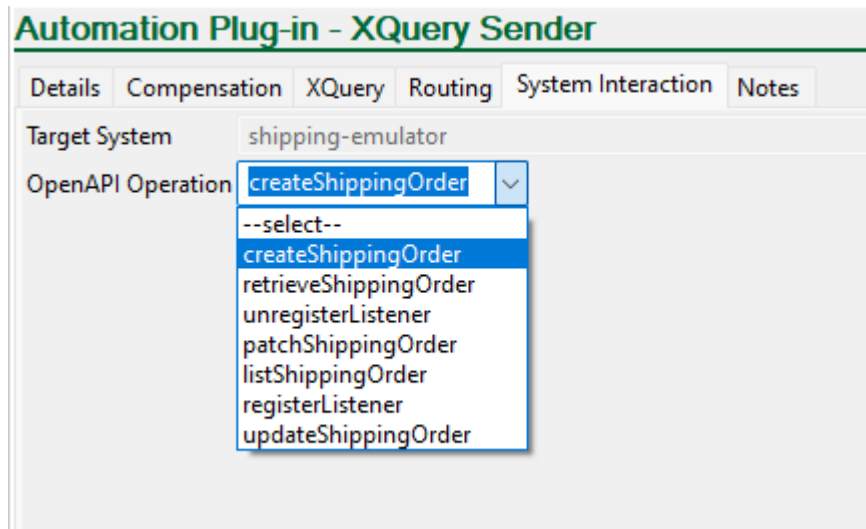 Automation Plug-in - XQuery Sender
Details Compensation XQuery Routing System Interaction Notes
Target System shipping-emulator
OpenAPI Operation createShippingOrder
--select--
createShippingOrder
retrieveShippingOrder
unregisterListener
patchShippingOrder
listShippingOrder
registerListener
updateShippingOrder